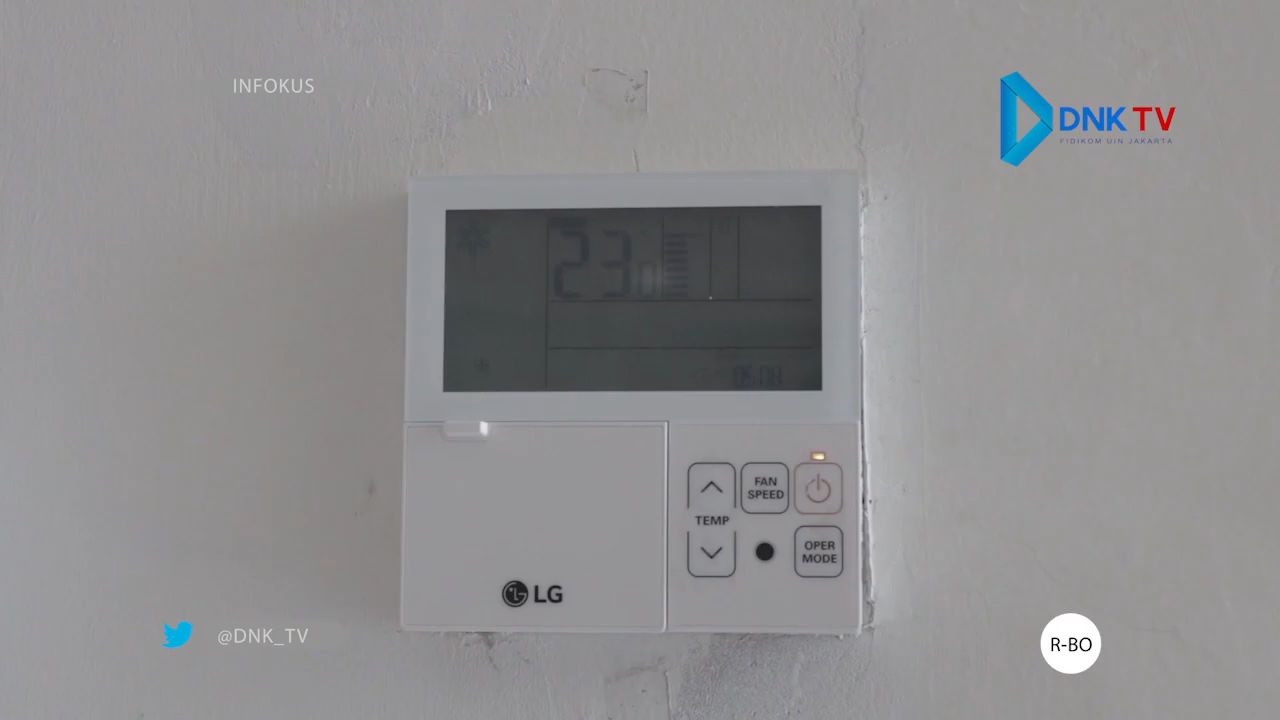 INFOKUS
DNK TV
FIDIKOM UIN JAKARTA
23.0
FAN
SPEED
TEMP
OPER
MODE
LG
@DNK_TV
R-BO